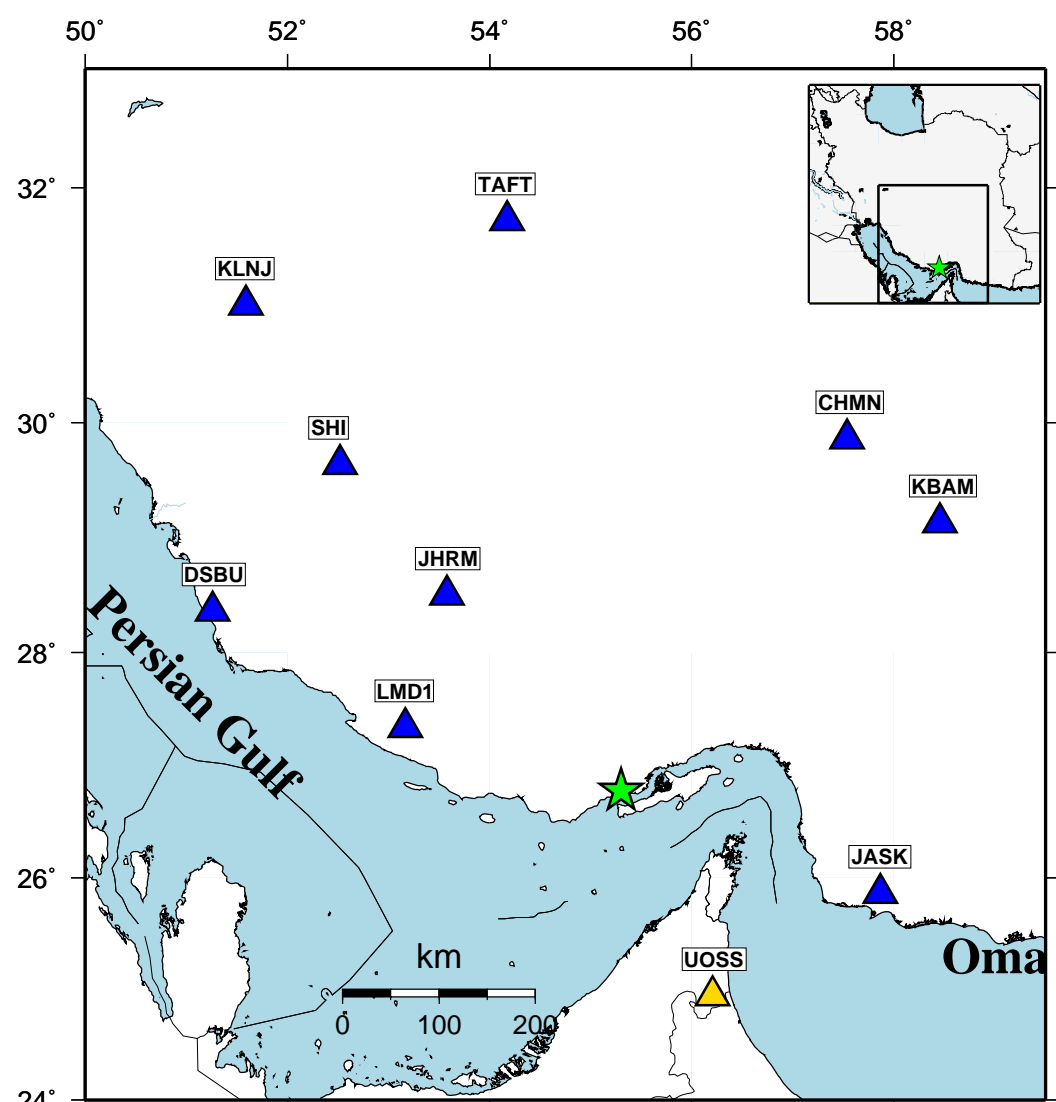 50˚ 52˚ 54˚ 56˚ 58˚
32˚
TAFT
KLNJ
30˚
SHI
CHMN
KBAM
JHRM
DSBU
Persian Gulf
28˚
LMD1
26˚
JASK
Oma
km
UOSS
0 100 200
24˚